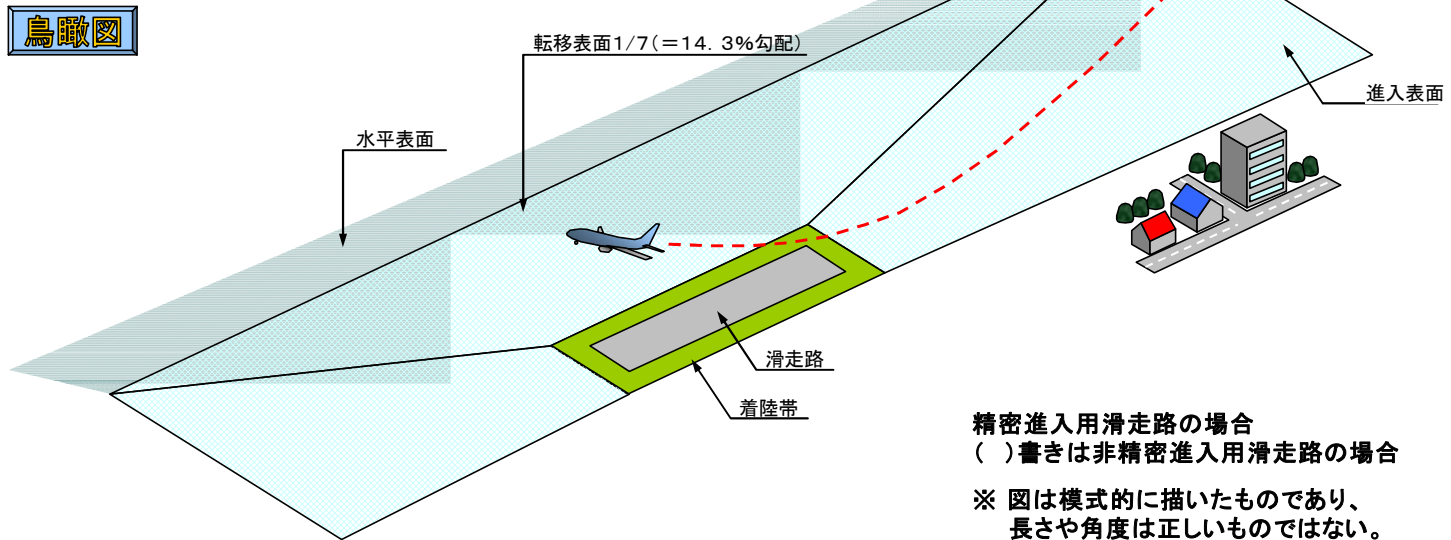 鳥瞰図
転移表面1/7(=14.3%勾配)
進入表面
水平表面
滑走路
着陸帯
精密進入用滑走路の場合
( )書きは非精密進入用滑走路の場合
※ 図は模式的に描いたものであり、
長さや角度は正しいものではない。